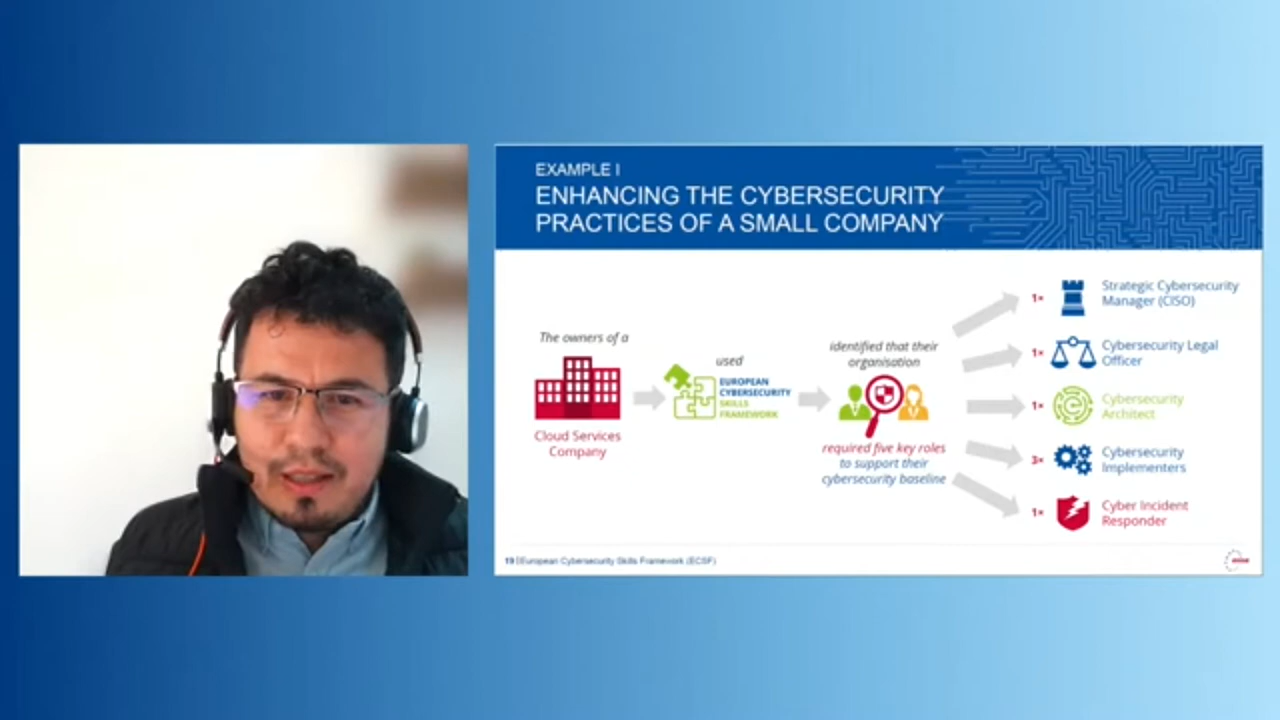 EXAMPLE I
ENHANCING THE CYBERSECURITY
PRACTICES OF A SMALL COMPANY
The owners of a
Cloud Services
Company
used
EUROPEAN
CYBERSECURITY
SKILLS
FRAMEWORK
identified that their
organisation
required five key roles
to support their
cybersecurity baseline
1×
Strategic Cybersecurity
Manager (CISO)
1×
Cybersecurity Legal
Officer
1×
Cybersecurity
Architect
3×
Cybersecurity
Implementers
1×
Cyber Incident
Responder
19 | European Cybersecurity Skills Framework (ECSF)